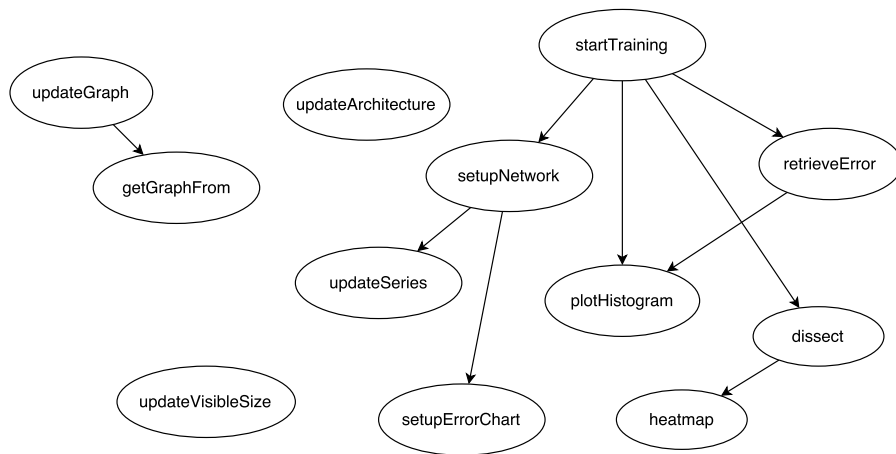 startTraining
updateGraph
updateArchitecture
retrieveError
setupNetwork
getGraphFrom
updateSeries
plotHistogram
dissect
updateVisibleSize
setupErrorChart
heatmap